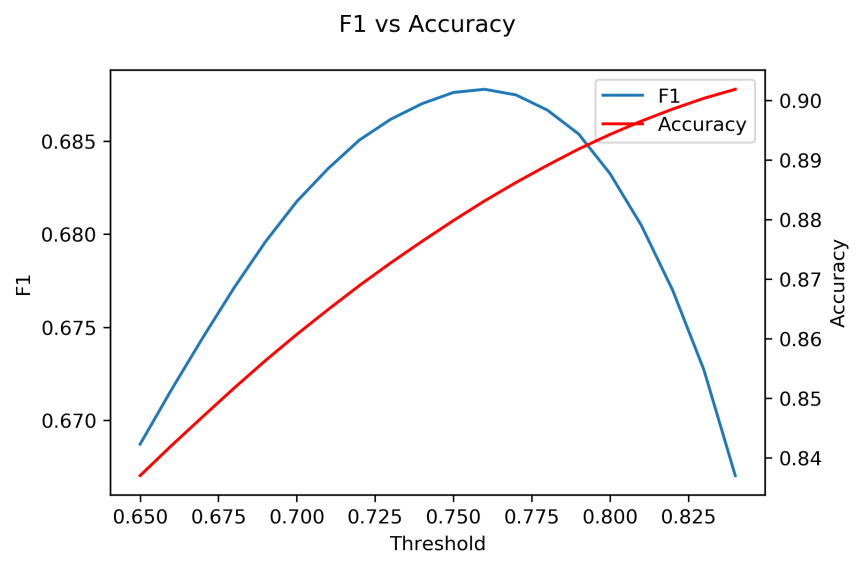 F1 vs Accuracy
F1
Accuracy
0.685
0.680
0.675
0.670
F1
0.90
0.89
0.88
0.87
0.86
0.85
0.84
Accuracy
0.650 0.675 0.700 0.725 0.750 0.775 0.800 0.825
Threshold